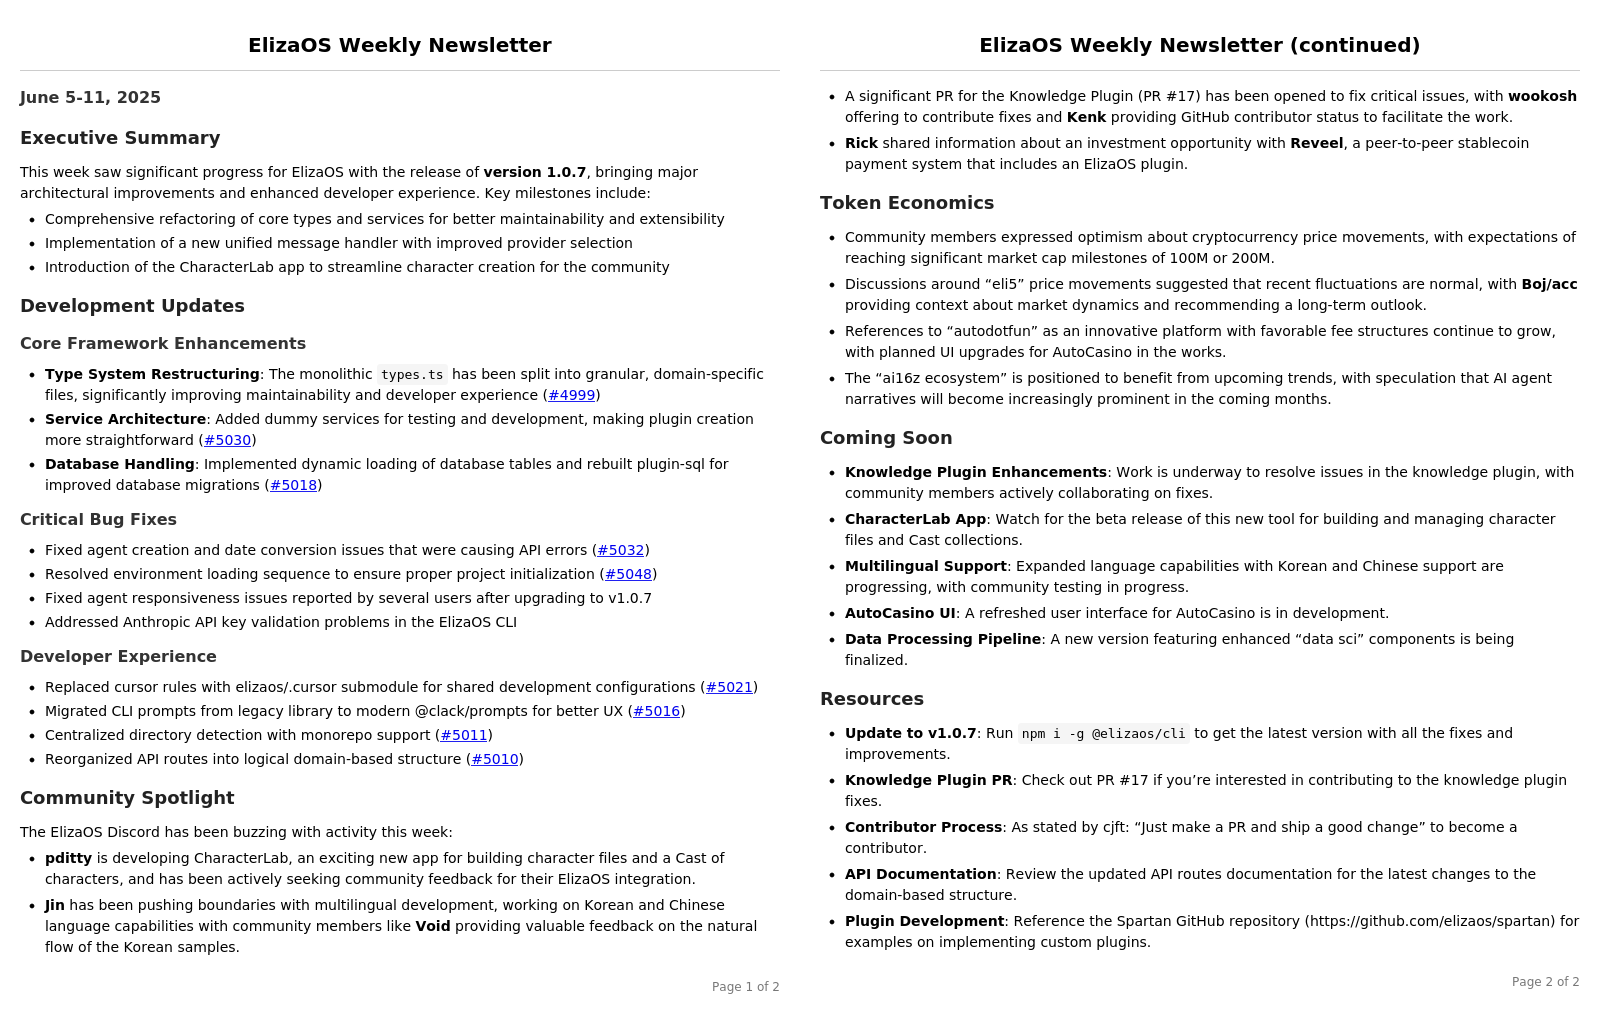 ElizaOS Weekly Newsletter
June 5-11, 2025
Executive Summary
This week saw significant progress for ElizaOS with the release of version 1.0.7, bringing major
architectural improvements and enhanced developer experience. Key milestones include:
• Comprehensive refactoring of core types and services for better maintainability and extensibility
• Implementation of a new unified message handler with improved provider selection
• Introduction of the CharacterLab app to streamline character creation for the community
Development Updates
Core Framework Enhancements
• Type System Restructuring: The monolithic types.ts has been split into granular, domain-specific
files, significantly improving maintainability and developer experience (#4999)
• Service Architecture: Added dummy services for testing and development, making plugin creation
more straightforward (#5030)
• Database Handling: Implemented dynamic loading of database tables and rebuilt plugin-sql for
improved database migrations (#5018)
Critical Bug Fixes
• Fixed agent creation and date conversion issues that were causing API errors (#5032)
• Resolved environment loading sequence to ensure proper project initialization (#5048)
• Fixed agent responsiveness issues reported by several users after upgrading to v1.0.7
• Addressed Anthropic API key validation problems in the ElizaOS CLI
Developer Experience
• Replaced cursor rules with elizaos/.cursor submodule for shared development configurations (#5021)
• Migrated CLI prompts from legacy library to modern @clack/prompts for better UX (#5016)
• Centralized directory detection with monorepo support (#5011)
• Reorganized API routes into logical domain-based structure (#5010)
Community Spotlight
The ElizaOS Discord has been buzzing with activity this week:
• pditty is developing CharacterLab, an exciting new app for building character files and a Cast of
characters, and has been actively seeking community feedback for their ElizaOS integration.
• Jin has been pushing boundaries with multilingual development, working on Korean and Chinese
language capabilities with community members like Void providing valuable feedback on the natural
flow of the Korean samples.
Page 1 of 2
ElizaOS Weekly Newsletter (continued)
• A significant PR for the Knowledge Plugin (PR #17) has been opened to fix critical issues, with wookosh
offering to contribute fixes and Kenk providing GitHub contributor status to facilitate the work.
• Rick shared information about an investment opportunity with Reveel, a peer-to-peer stablecoin
payment system that includes an ElizaOS plugin.
Token Economics
• Community members expressed optimism about cryptocurrency price movements, with expectations of
reaching significant market cap milestones of 100M or 200M.
• Discussions around “eli5” price movements suggested that recent fluctuations are normal, with Boj/acc
providing context about market dynamics and recommending a long-term outlook.
• References to “autodotfun” as an innovative platform with favorable fee structures continue to grow,
with planned UI upgrades for AutoCasino in the works.
• The “ai16z ecosystem” is positioned to benefit from upcoming trends, with speculation that AI agent
narratives will become increasingly prominent in the coming months.
Coming Soon
• Knowledge Plugin Enhancements: Work is underway to resolve issues in the knowledge plugin, with
community members actively collaborating on fixes.
• CharacterLab App: Watch for the beta release of this new tool for building and managing character
files and Cast collections.
• Multilingual Support: Expanded language capabilities with Korean and Chinese support are
progressing, with community testing in progress.
• AutoCasino UI: A refreshed user interface for AutoCasino is in development.
• Data Processing Pipeline: A new version featuring enhanced “data sci” components is being
finalized.
Resources
• Update to v1.0.7: Run npm i -g @elizaos/cli to get the latest version with all the fixes and
improvements.
• Knowledge Plugin PR: Check out PR #17 if you’re interested in contributing to the knowledge plugin
fixes.
• Contributor Process: As stated by cjft: “Just make a PR and ship a good change” to become a
contributor.
• API Documentation: Review the updated API routes documentation for the latest changes to the
domain-based structure.
• Plugin Development: Reference the Spartan GitHub repository (https://github.com/elizaos/spartan) for
examples on implementing custom plugins.
Page 2 of 2